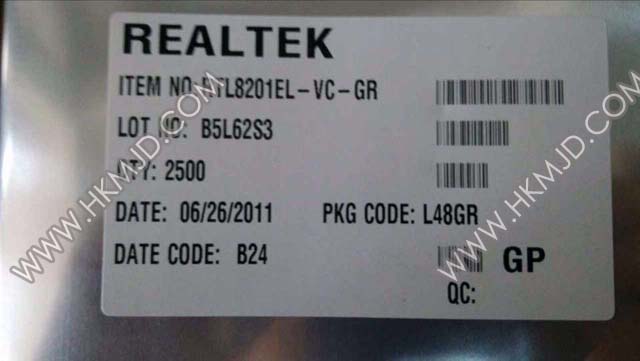 REALTEK
ITEM NO: RTL8201EL-VC-GR
LOT NO: B5L62S3
QTY: 2500
DATE: 06/26/2011 PKG CODE: L48GR
DATE CODE: B24 GP
QC:
WWW.HKMJD.COM
WWW.HKMJD.COM
WWW.HKMJD.COM